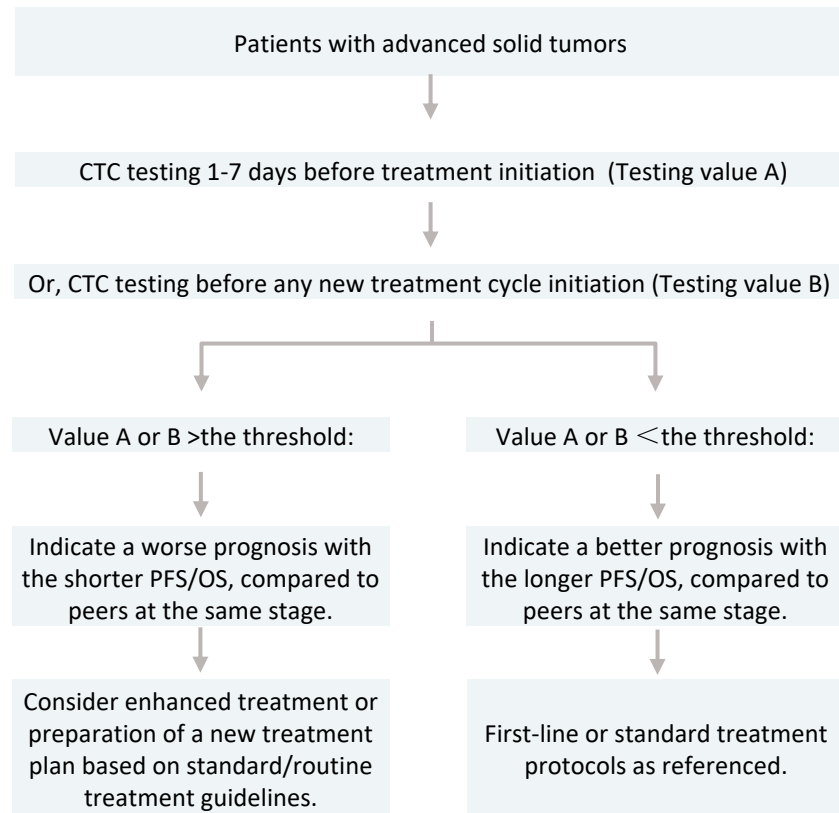 Patients with advanced solid tumors
CTC testing 1-7 days before treatment initiation (Testing value A)
Or, CTC testing before any new treatment cycle initiation (Testing value B)
Value A or B >the threshold:
Value A or B <the threshold:
Indicate a worse prognosis with
the shorter PFS/OS, compared to
peers at the same stage.
Indicate a better prognosis with
the longer PFS/OS, compared to
peers at the same stage.
Consider enhanced treatment or
preparation of a new treatment
plan based on standard/routine
treatment guidelines.
First-line or standard treatment
protocols as referenced.